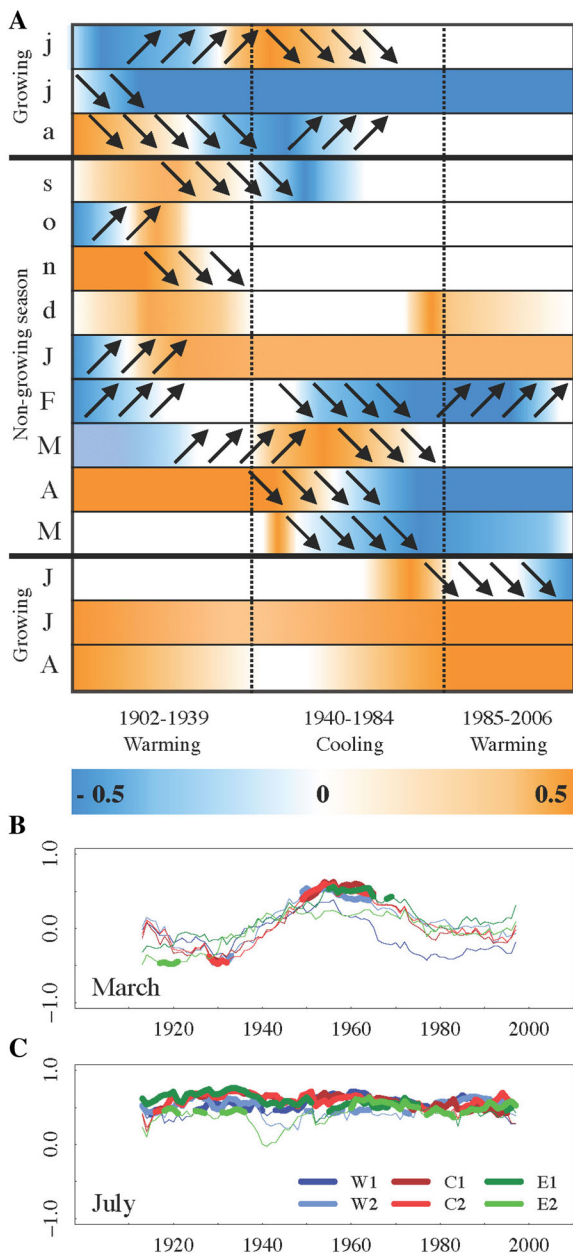 A
Growing
j
j
a
Non-growing season
s
o
n
d
J
F
M
A
M
Growing
J
J
A
1902-1939 1940-1984 1985-2006
Warming Cooling Warming
- 0.5 0 0.5
B
1.0
0.0
-1.0
March
1920 1940 1960 1980 2000
C
1.0
0.0
-1.0
W1 C1 E1
W2 C2 E2
July
1920 1940 1960 1980 2000